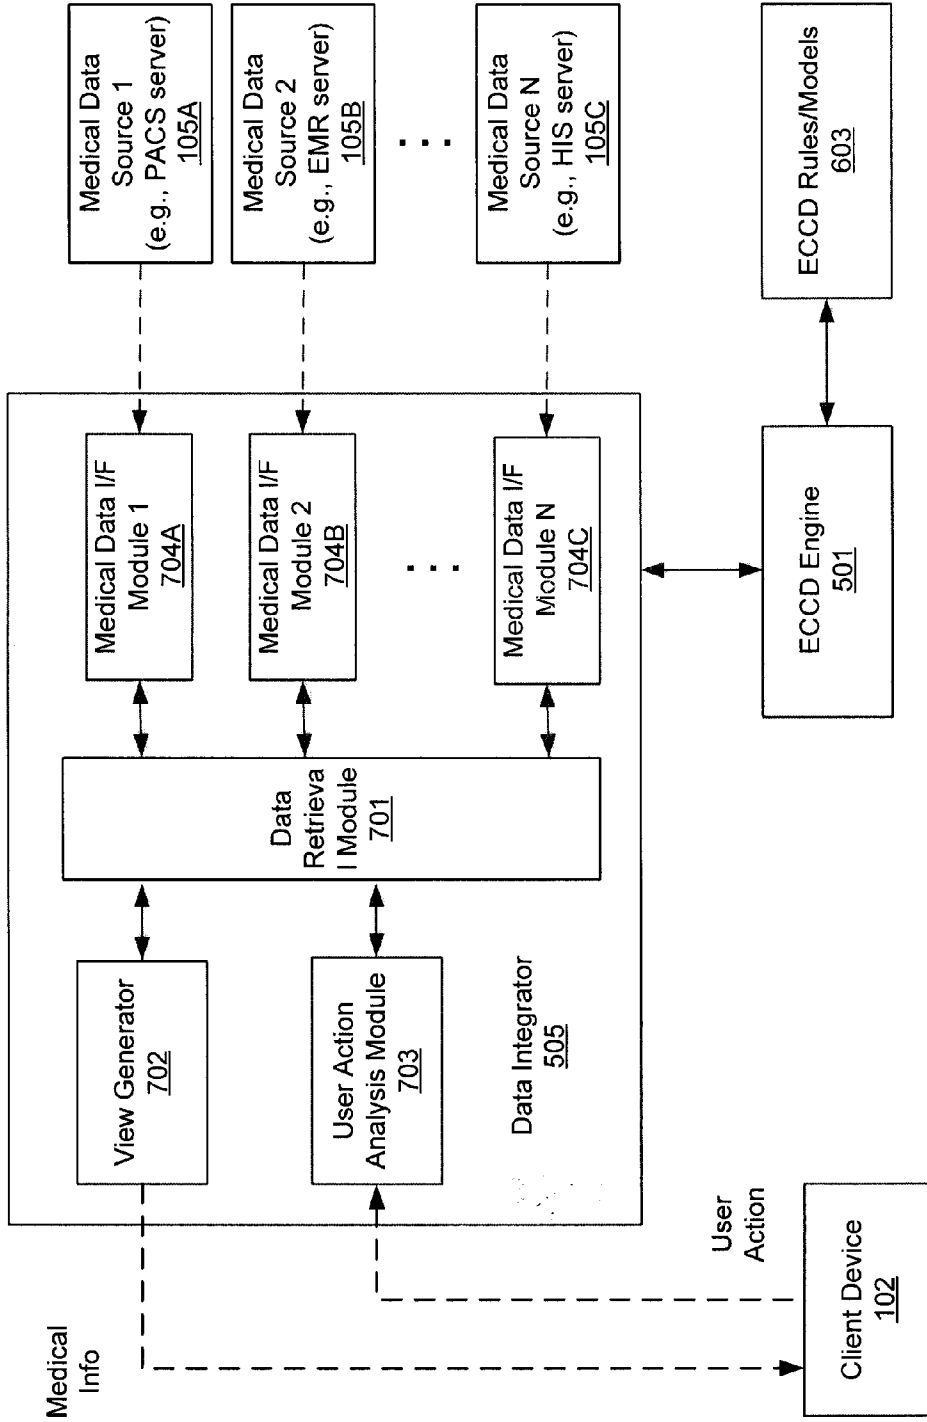 Medical
Info
View Generator
702
User Action
Analysis Module
703
Data Integrator
505
Data
Retrieva
l Module
701
Medical Data I/F
Module 1
704A
Medical Data I/F
Module 2
704B
. . .
Medical Data I/F
Module N
704C
Medical Data
Source 1
(e.g., PACS server)
105A
Medical Data
Source 2
(e.g., EMR server)
105B
. . .
Medical Data
Source N
(e.g., HIS server)
105C
User
Action
Client Device
102
ECCD Engine
501
ECCD Rules/Models
603